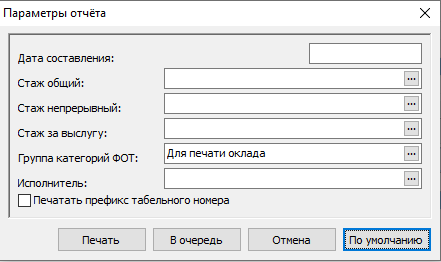 Параметры отчёта
Дата составления:
Стаж общий:
Стаж непрерывный:
Стаж за выслугу:
Группа категорий ФОТ: Для печати оклада
Исполнитель:
Печатать префикс табельного номера
Печать В очередь Отмена По умолчанию